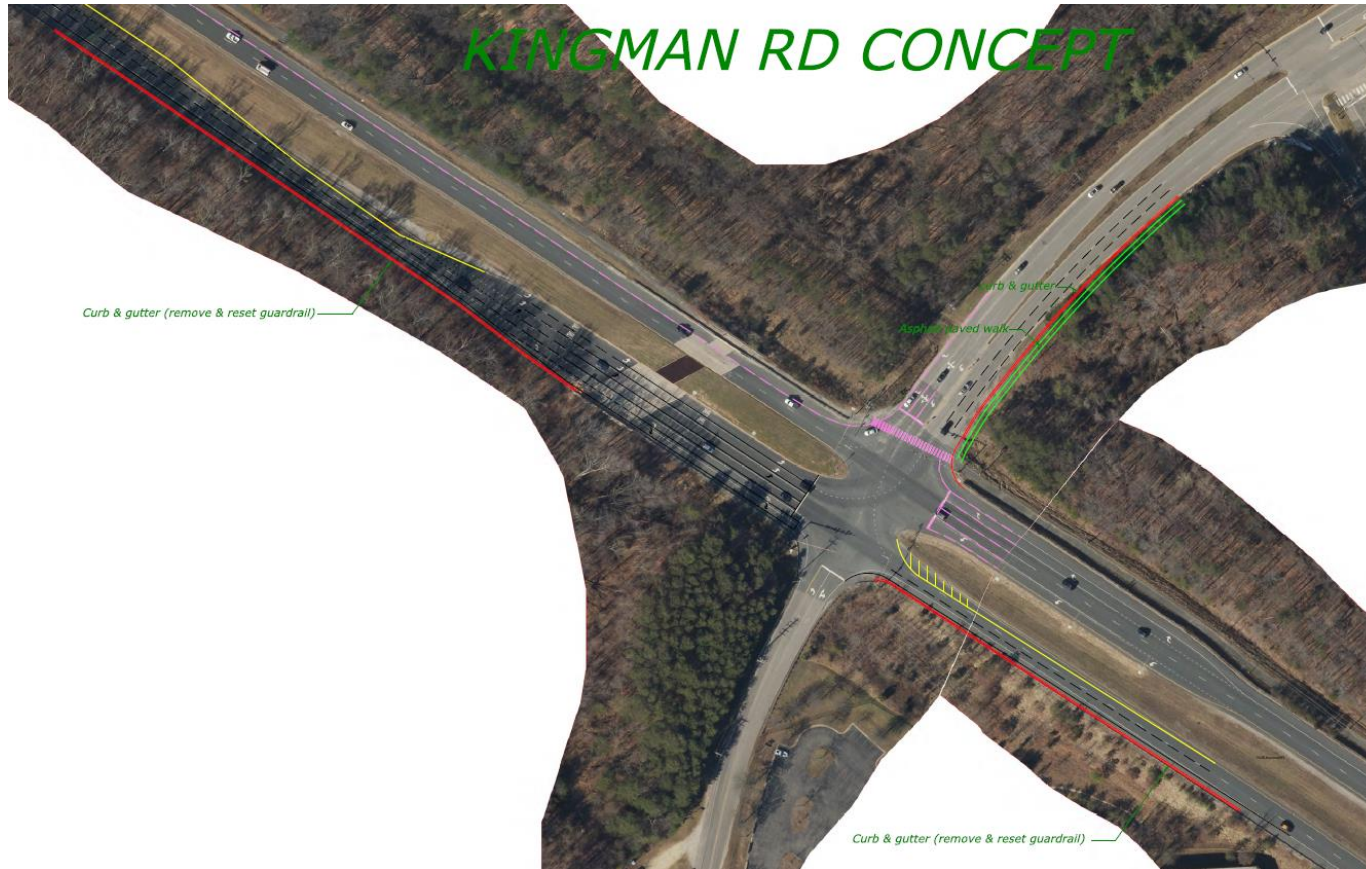 KINGMAN RD CONCEPT
Curb & gutter
Asphalt paved walk
Curb & gutter (remove & reset guardrail)
Curb & gutter (remove & reset guardrail)